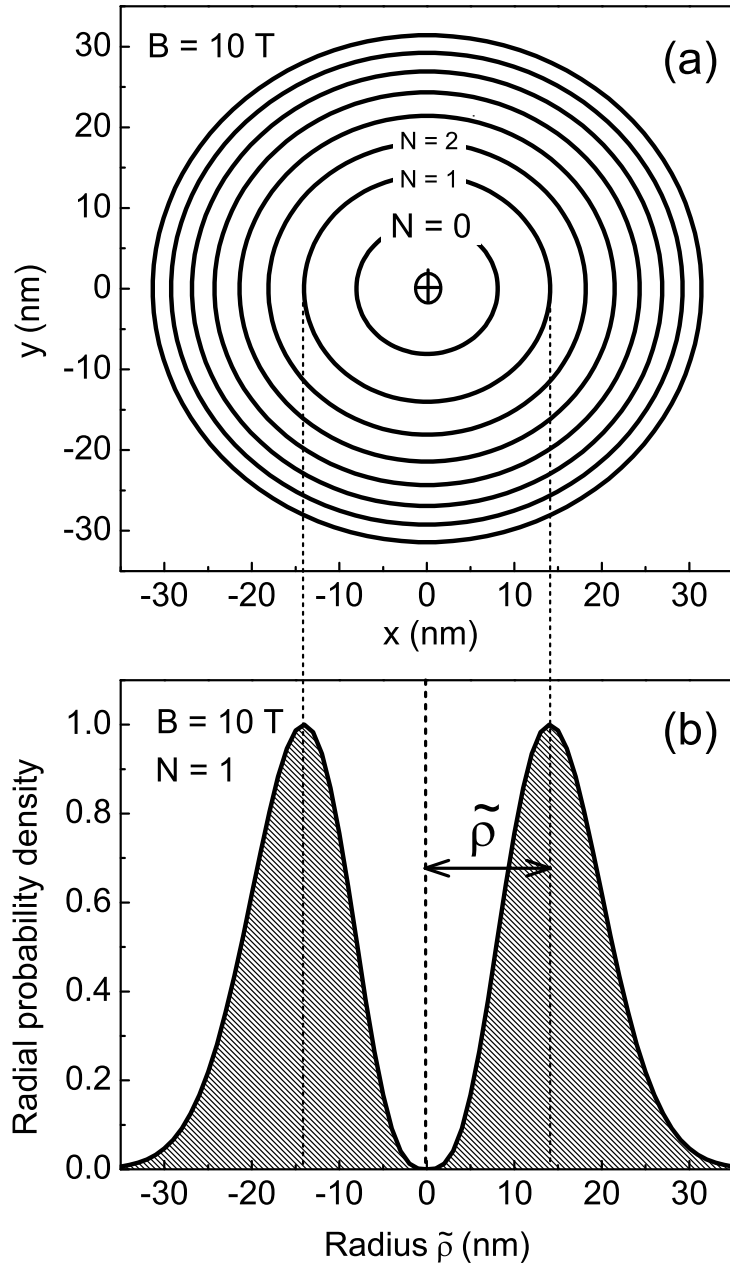 B = 10 T
(a)
30
20
10
0
-10
-20
-30
y (nm)
N = 2
N = 1
N = 0
-30 -20 -10 0 10 20 30
x (nm)
B = 10 T
N = 1
(b)
1.0
0.8
0.6
0.4
0.2
0.0
Radial probability density
ρ̃
-30 -20 -10 0 10 20 30
Radius ρ̃ (nm)